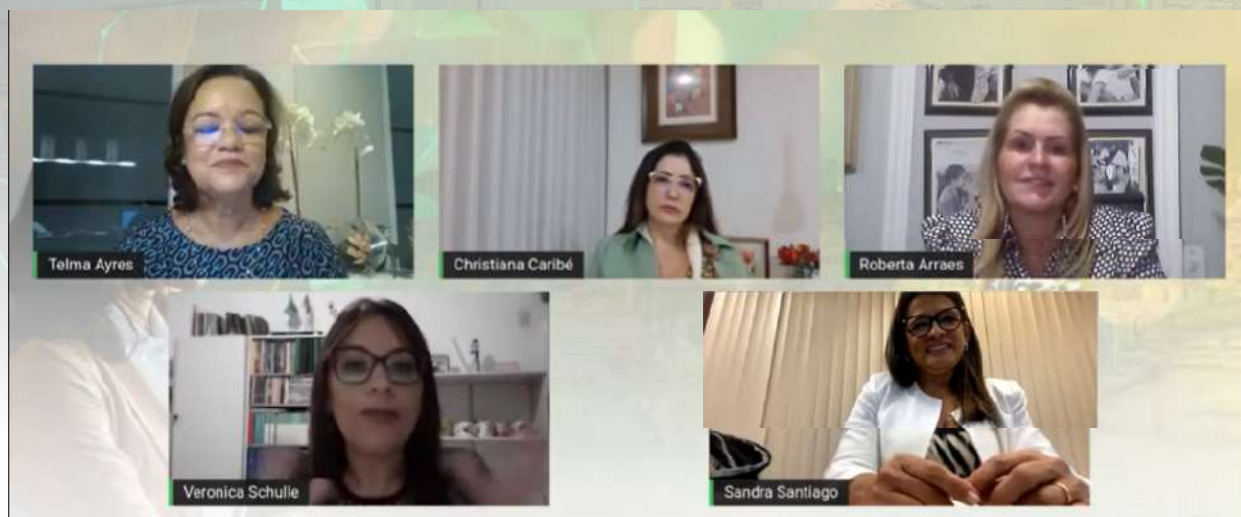 Telma Ayres
Christiana Caribé
Roberta Arraes
Veronica Schulle
Sandra Santiago